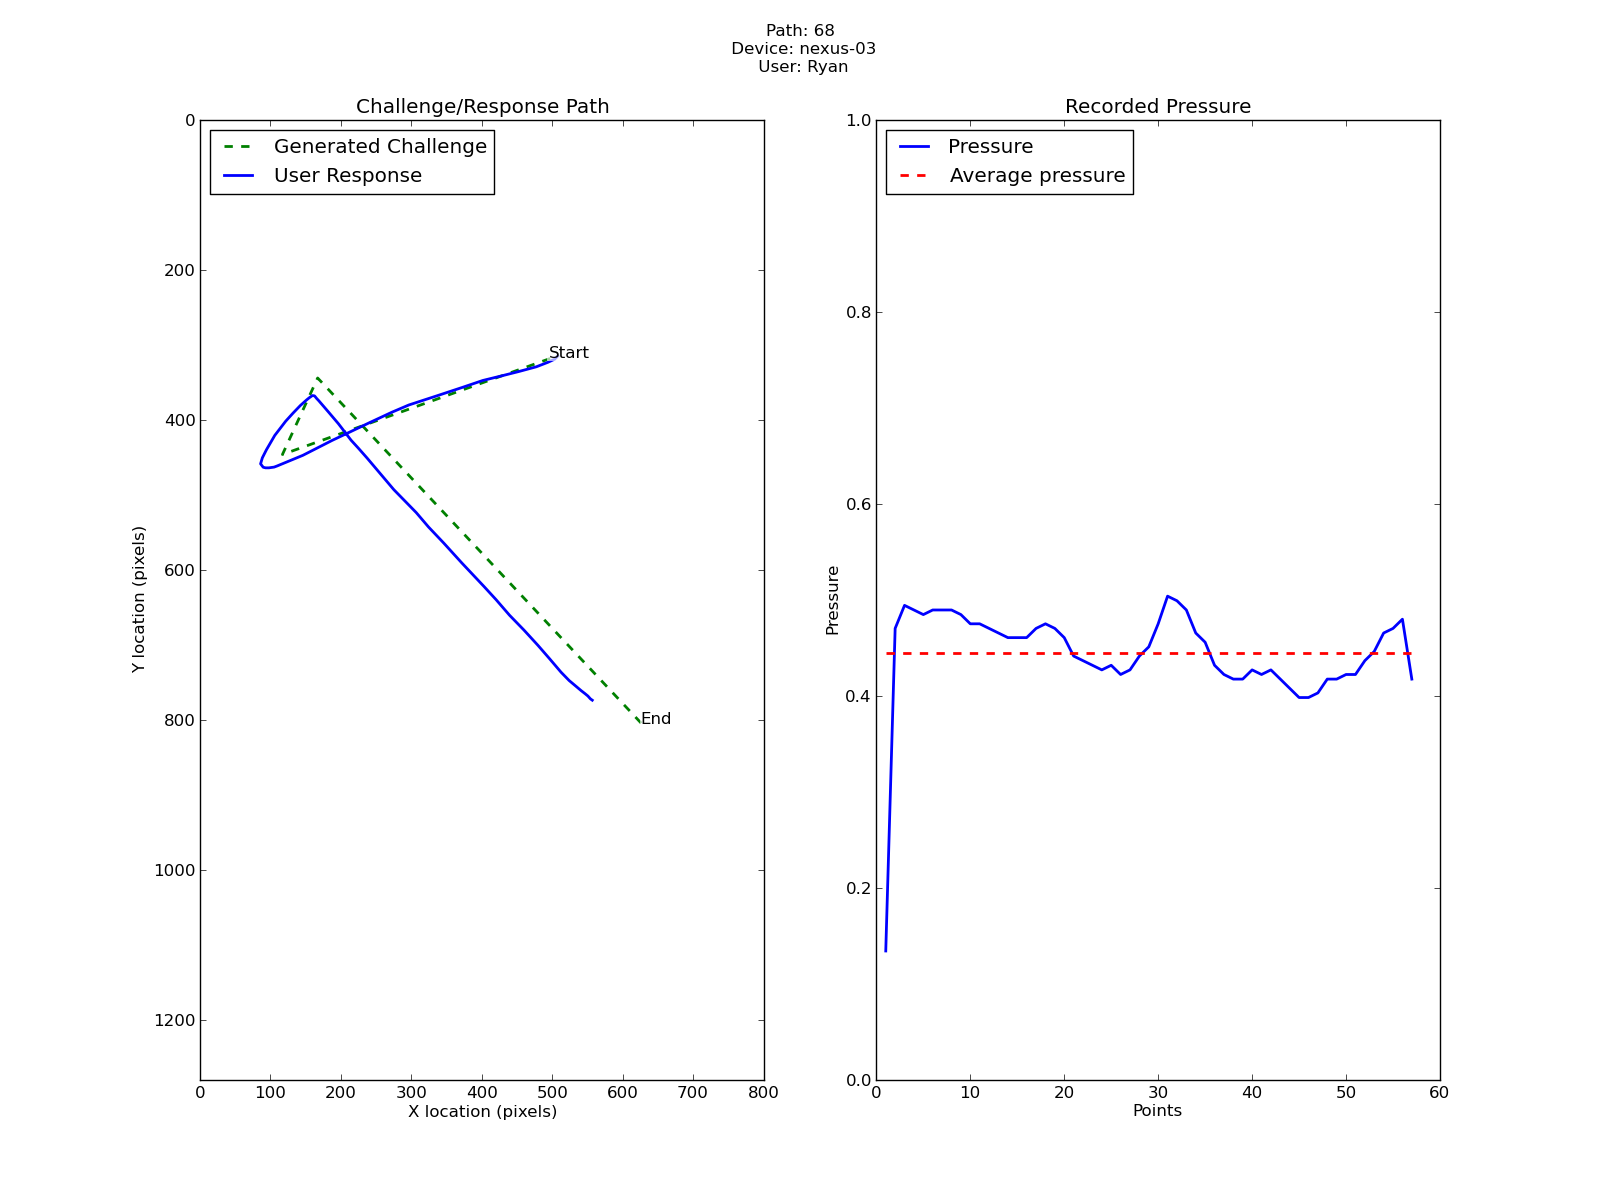 Path: 68
Device: nexus-03
User: Ryan
Challenge/Response Path
Generated Challenge
User Response
Start
End
0
200
400
600
800
1000
1200
Y location (pixels)
0 100 200 300 400 500 600 700 800
X location (pixels)
Recorded Pressure
Pressure
Average pressure
1.0
0.8
0.6
0.4
0.2
0.0
Pressure
0 10 20 30 40 50 60
Points